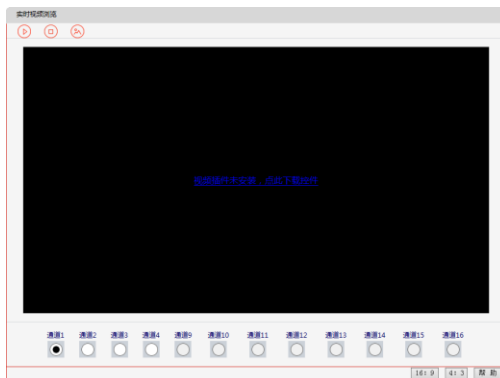 实时视频浏览
视频插件未安装，点此下载插件
通道1 通道2 通道3 通道4 通道9 通道10 通道11 通道12 通道13 通道14 通道15 通道16
16: 9 4: 3 帮 助